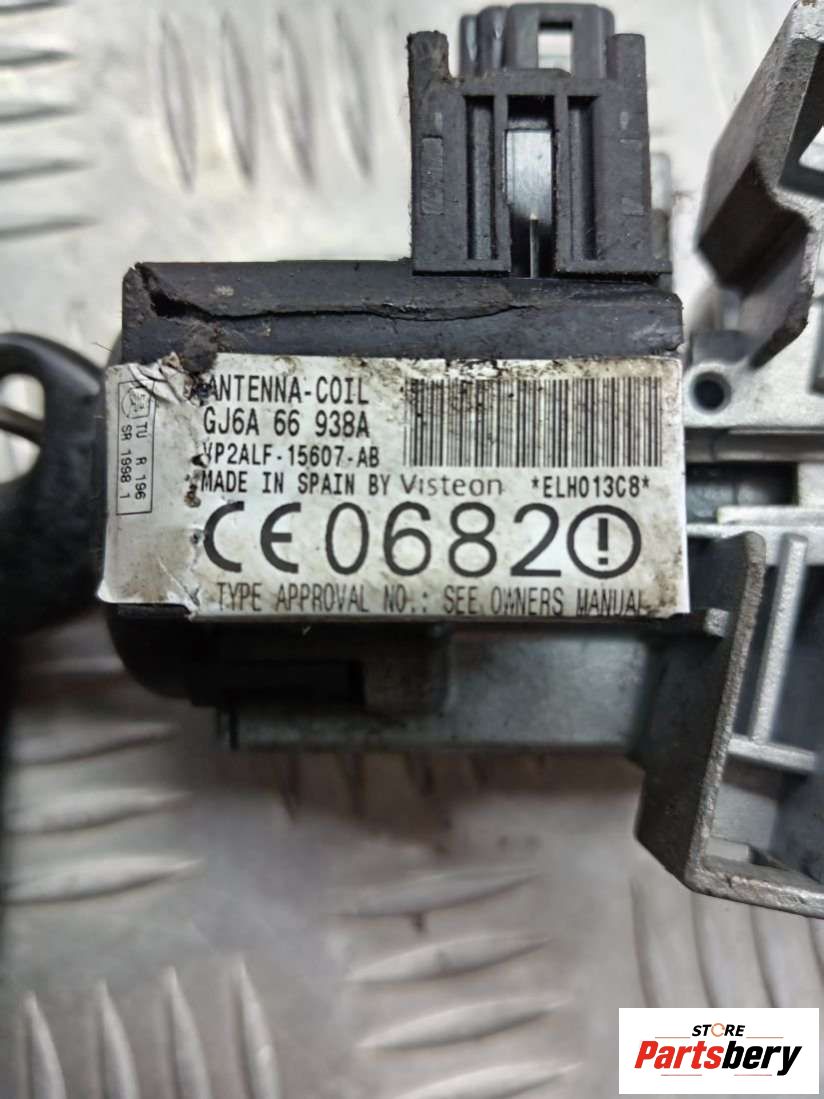 ANTENNA-COIL
GJ6A 66 938A
VP2ALF-15607-AB
MADE IN SPAIN BY Visteon *ELH013C8*
CE0682
TYPE APPROVAL NO.: SEE OWNERS MANUAL
TU R 196
SR 1998 1
STORE
Partsbery